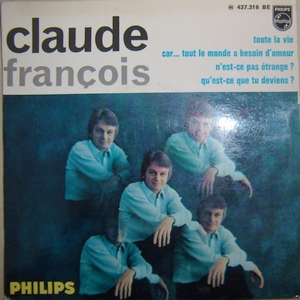 claude
françois
℗ 437.316 BE
PHILIPS
toute la vie
car... tout le monde a besoin d'amour
n'est-ce pas étrange ?
qu'est-ce que tu deviens ?
PHILIPS